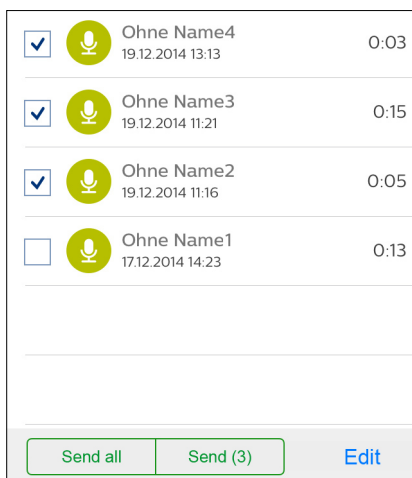 Ohne Name4
0:03
19.12.2014 13:13
Ohne Name3
0:15
19.12.2014 11:21
Ohne Name2
0:05
19.12.2014 11:16
Ohne Name1
0:13
17.12.2014 14:23
Send all Send (3) Edit